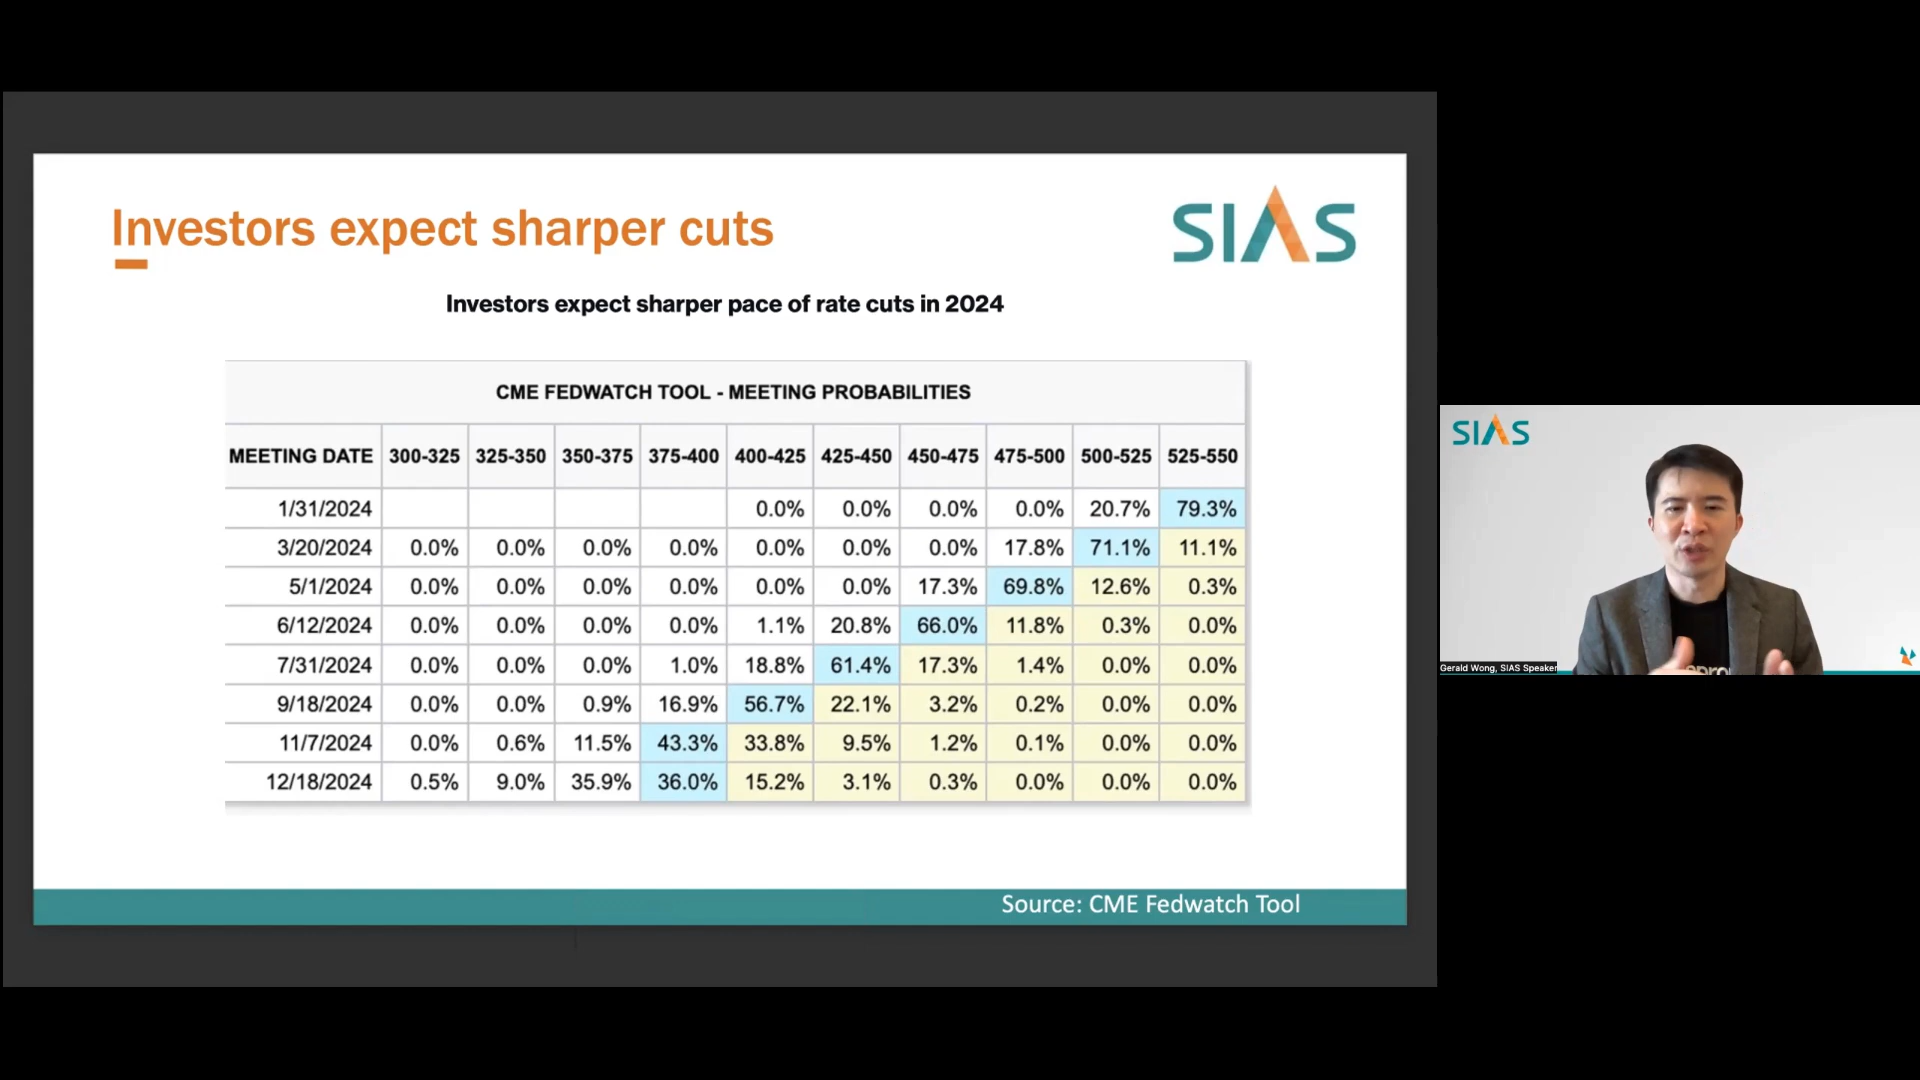 Investors expect sharper cuts
SIAS
Investors expect sharper pace of rate cuts in 2024
CME FEDWATCH TOOL - MEETING PROBABILITIES
MEETING DATE 300-325 325-350 350-375 375-400 400-425 425-450 450-475 475-500 500-525 525-550
1/31/2024 0.0% 0.0% 0.0% 0.0% 20.7% 79.3%
3/20/2024 0.0% 0.0% 0.0% 0.0% 0.0% 0.0% 0.0% 17.8% 71.1% 11.1%
5/1/2024 0.0% 0.0% 0.0% 0.0% 0.0% 0.0% 17.3% 69.8% 12.6% 0.3%
6/12/2024 0.0% 0.0% 0.0% 0.0% 1.1% 20.8% 66.0% 11.8% 0.3% 0.0%
7/31/2024 0.0% 0.0% 0.0% 1.0% 18.8% 61.4% 17.3% 1.4% 0.0% 0.0%
9/18/2024 0.0% 0.0% 0.9% 16.9% 56.7% 22.1% 3.2% 0.2% 0.0% 0.0%
11/7/2024 0.0% 0.6% 11.5% 43.3% 33.8% 9.5% 1.2% 0.1% 0.0% 0.0%
12/18/2024 0.5% 9.0% 35.9% 36.0% 15.2% 3.1% 0.3% 0.0% 0.0% 0.0%
Source: CME Fedwatch Tool
SIAS
Gerald Wong, SIAS Speaker